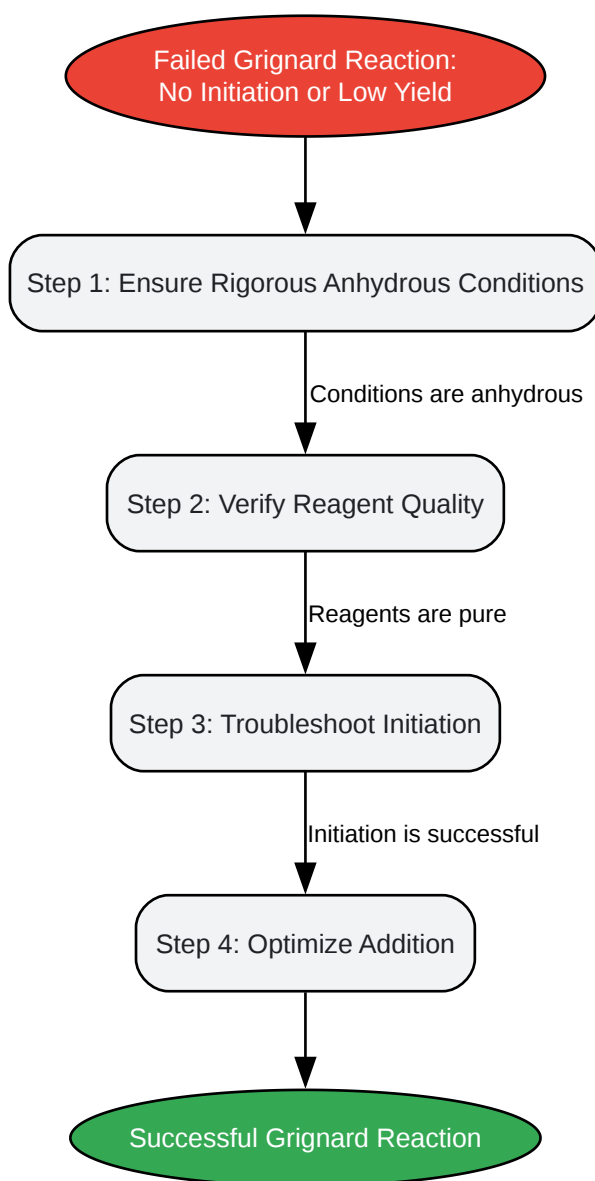 Failed Grignard Reaction:
No Initiation or Low Yield
Step 1: Ensure Rigorous Anhydrous Conditions
Conditions are anhydrous
Step 2: Verify Reagent Quality
Reagents are pure
Step 3: Troubleshoot Initiation
Initiation is successful
Step 4: Optimize Addition
Successful Grignard Reaction